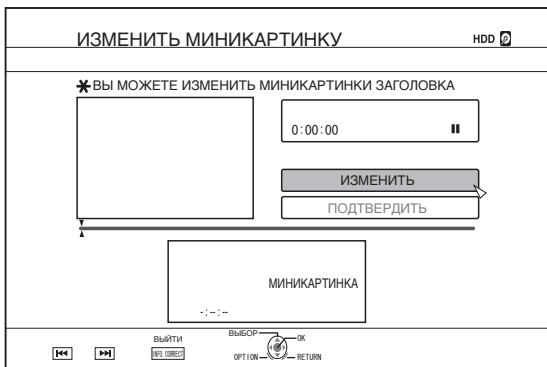 ИЗМЕНИТЬ МИНИКАРТИНКУ HDD
*ВЫ МОЖЕТЕ ИЗМЕНИТЬ МИНИКАРТИНКИ ЗАГОЛОВКА
0:00:00
ИЗМЕНИТЬ
ПОДТВЕРДИТЬ
МИНИКАРТИНКА
-:--:--
ВЫЙТИ
INFO. CORRECT
ВЫБОР
OK
OPTION
RETURN